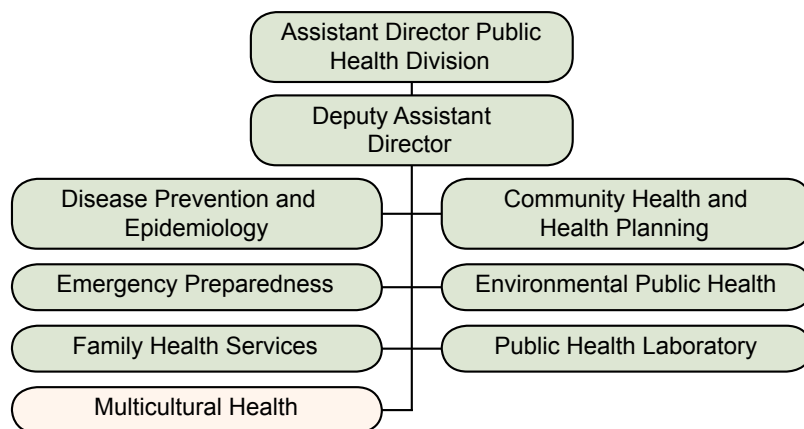 Assistant Director Public
Health Division
Deputy Assistant
Director
Disease Prevention and
Epidemiology
Community Health and
Health Planning
Emergency Preparedness
Environmental Public Health
Family Health Services
Public Health Laboratory
Multicultural Health